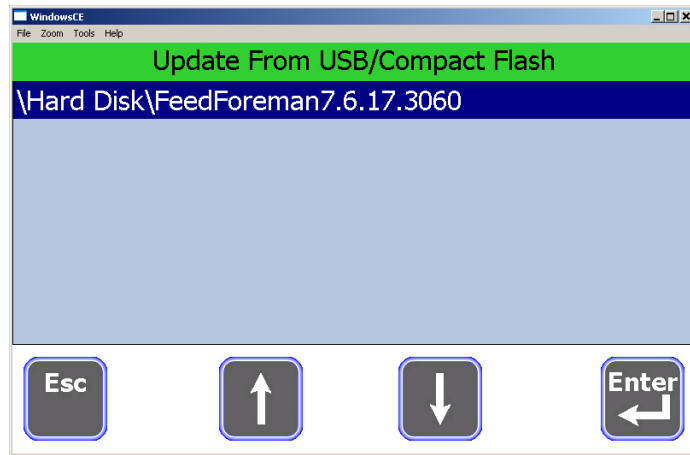 WindowsCE
File Zoom Tools Help
Update From USB/Compact Flash
\Hard Disk\FeedForeman7.6.17.3060
Esc Enter